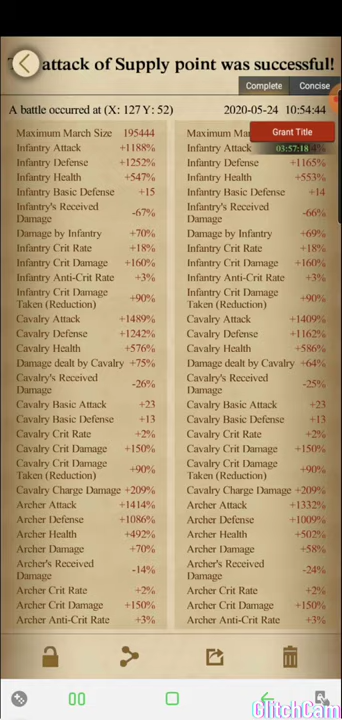 attack of Supply point was successful!
Complete Concise
A battle occurred at (X: 127 Y: 52) 2020-05-24 10:54:44
Maximum March Size 195444
Infantry Attack +1188%
Infantry Defense +1252%
Infantry Health +547%
Infantry Basic Defense +15
Infantry's Received
Damage -67%
Damage by Infantry +70%
Infantry Crit Rate +18%
Infantry Crit Damage +160%
Infantry Anti-Crit Rate +3%
Infantry Crit Damage
Taken (Reduction) +90%
Cavalry Attack +1489%
Cavalry Defense +1242%
Cavalry Health +576%
Damage dealt by Cavalry +75%
Cavalry's Received
Damage -26%
Cavalry Basic Attack +23
Cavalry Basic Defense +13
Cavalry Crit Rate +2%
Cavalry Crit Damage +150%
Cavalry Crit Damage
Taken (Reduction) +90%
Cavalry Charge Damage +209%
Archer Attack +1414%
Archer Defense +1086%
Archer Health +492%
Archer Damage +70%
Archer's Received
Damage -14%
Archer Crit Rate +2%
Archer Crit Damage +150%
Archer Anti-Crit Rate +3%
Maximum Ma
Grant Title
Infantry Attack
03:57:18
Infantry Defense +1165%
Infantry Health +553%
Infantry Basic Defense +14
Infantry's Received
Damage -66%
Damage by Infantry +69%
Infantry Crit Rate +18%
Infantry Crit Damage +160%
Infantry Anti-Crit Rate +3%
Infantry Crit Damage
Taken (Reduction) +90%
Cavalry Attack +1409%
Cavalry Defense +1162%
Cavalry Health +586%
Damage dealt by Cavalry +64%
Cavalry's Received
Damage -25%
Cavalry Basic Attack +23
Cavalry Basic Defense +13
Cavalry Crit Rate +2%
Cavalry Crit Damage +150%
Cavalry Crit Damage
Taken (Reduction) +90%
Cavalry Charge Damage +209%
Archer Attack +1332%
Archer Defense +1009%
Archer Health +502%
Archer Damage +58%
Archer's Received
Damage -24%
Archer Crit Rate +2%
Archer Crit Damage +150%
Archer Anti-Crit Rate +3%
GlitchCam